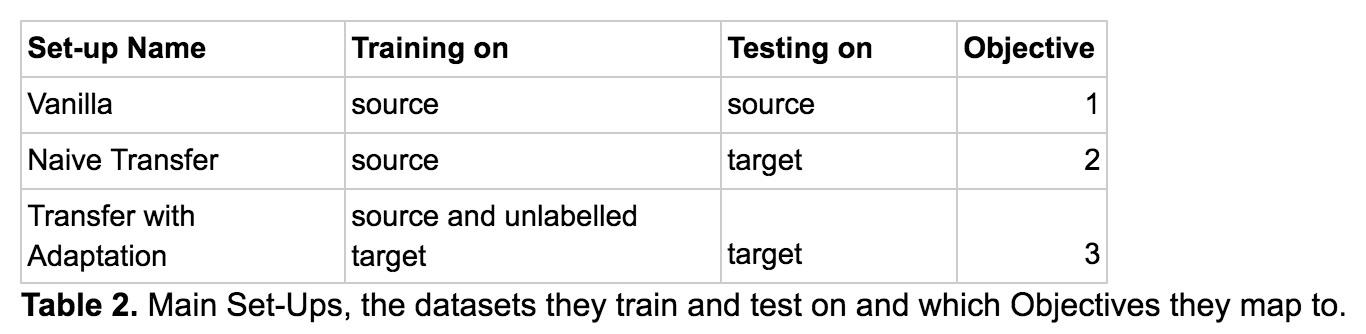 Set-up Name Training on Testing on Objective
Vanilla source source 1
Naive Transfer source target 2
Transfer with source and unlabelled
Adaptation target target 3
Table 2. Main Set-Ups, the datasets they train and test on and which Objectives they map to.